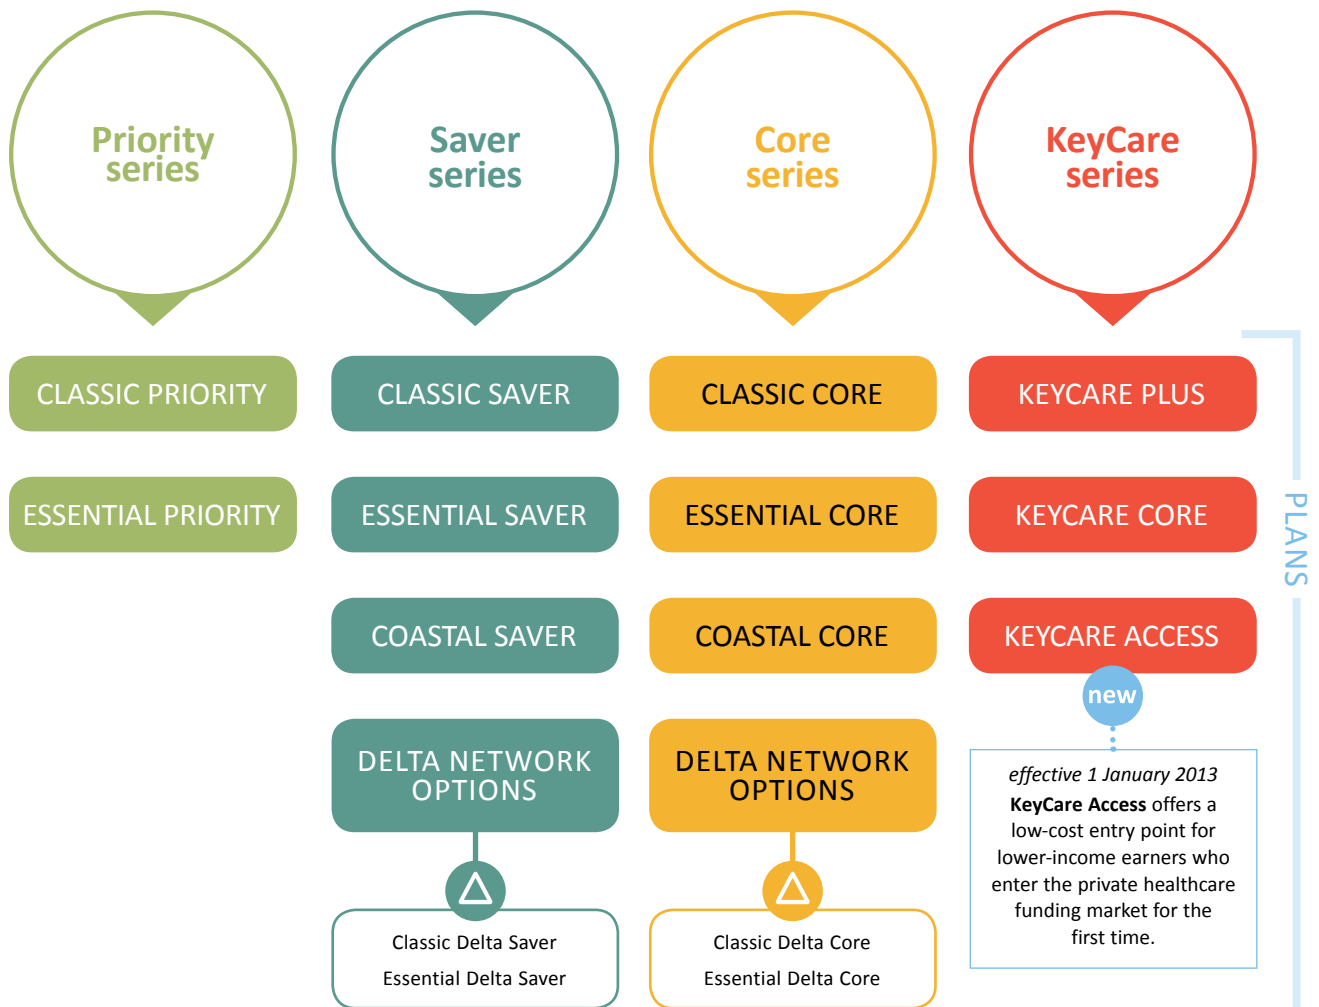 Priority
series
Saver
series
Core
series
KeyCare
series
CLASSIC PRIORITY
CLASSIC SAVER
CLASSIC CORE
KEYCARE PLUS
ESSENTIAL PRIORITY
ESSENTIAL SAVER
ESSENTIAL CORE
KEYCARE CORE
PLANS
COASTAL SAVER
COASTAL CORE
KEYCARE ACCESS
new
DELTA NETWORK
OPTIONS
DELTA NETWORK
OPTIONS
effective 1 January 2013
KeyCare Access offers a
low-cost entry point for
lower-income earners who
enter the private healthcare
funding market for the
first time.
Classic Delta Saver
Essential Delta Saver
Classic Delta Core
Essential Delta Core